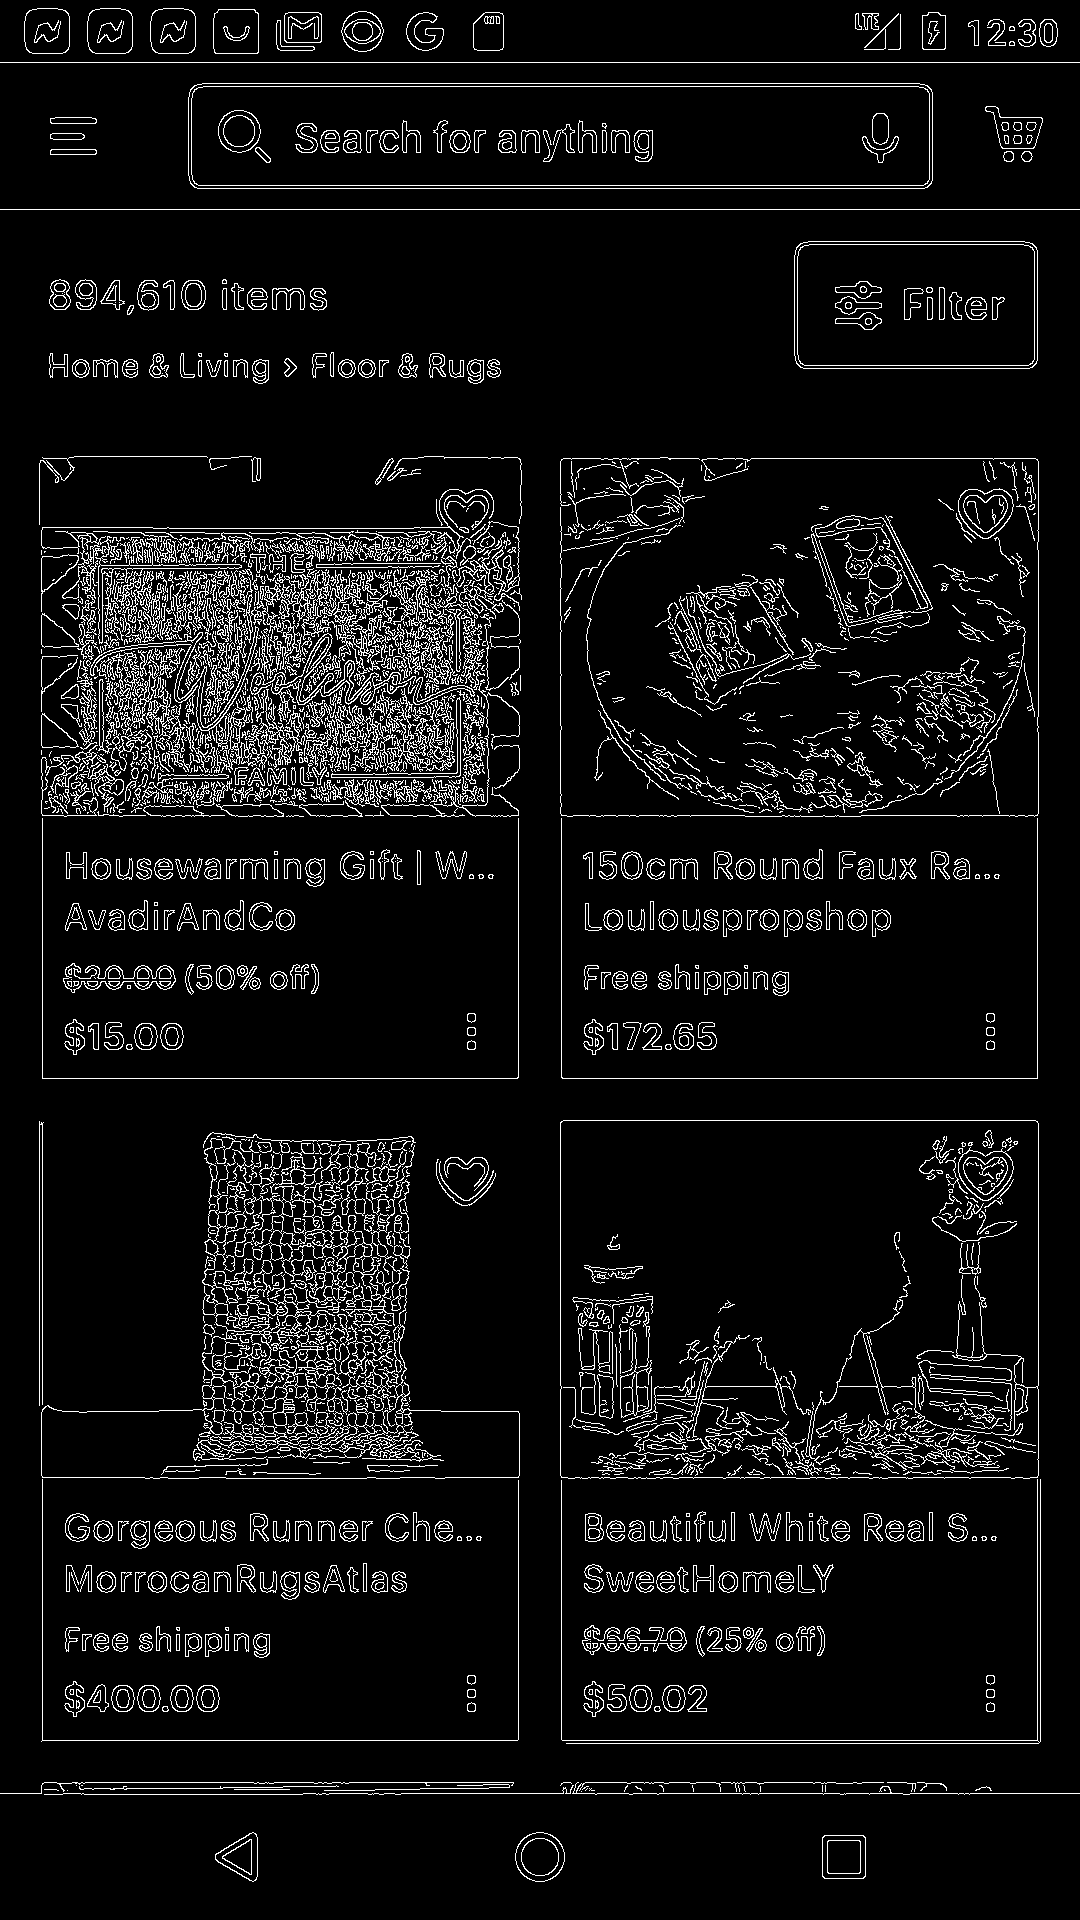 12:30
Search for anything
894,610 items
Filter
Home & Living > Floor & Rugs
THE
FAMILY
Housewarming Gift | W...
AvadirAndCo
$30.00 (50% off)
$15.00
150cm Round Faux Ra...
Loulouspropshop
Free shipping
$172.65
Gorgeous Runner Che...
MorrocanRugsAtlas
Free shipping
$400.00
Beautiful White Real S...
SweetHomeLY
$66.70 (25% off)
$50.02